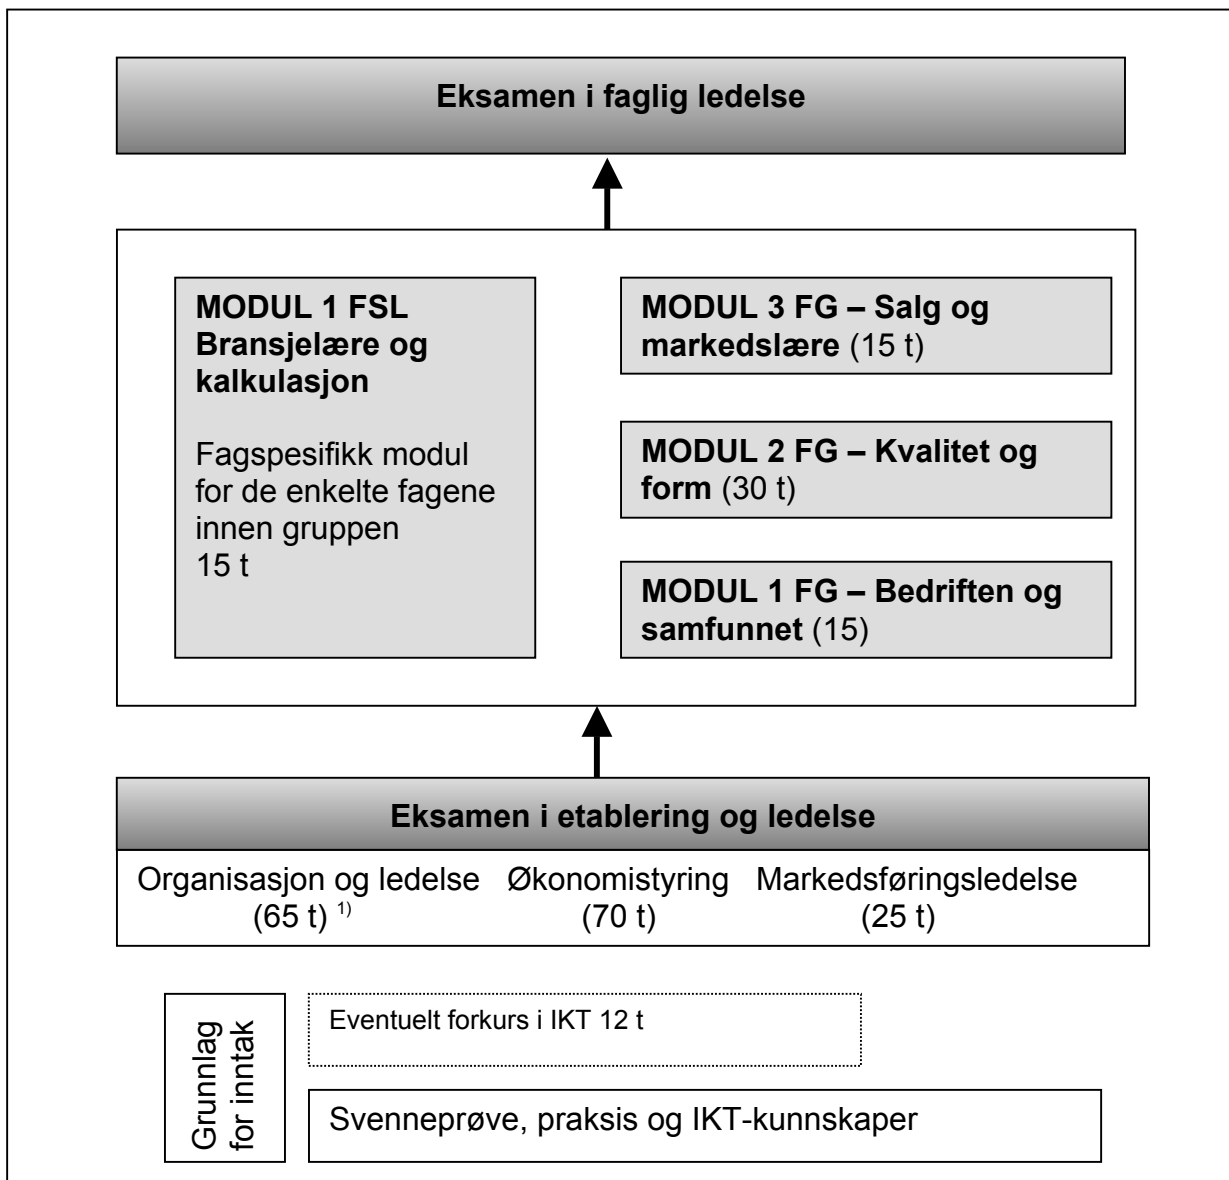 Eksamen i faglig ledelse
MODUL 1 FSL
Bransjelære og
kalkulasjon
Fagspesifikk modul
for de enkelte fagene
innen gruppen
15 t
MODUL 3 FG – Salg og
markedslære (15 t)
MODUL 2 FG – Kvalitet og
form (30 t)
MODUL 1 FG – Bedriften og
samfunnet (15)
Eksamen i etablering og ledelse
Organisasjon og ledelse
(65 t) 1)
Økonomistyring
(70 t)
Markedsføringsledelse
(25 t)
Grunnlag
for inntak
Eventuelt forkurs i IKT 12 t
Svenneprøve, praksis og IKT-kunnskaper